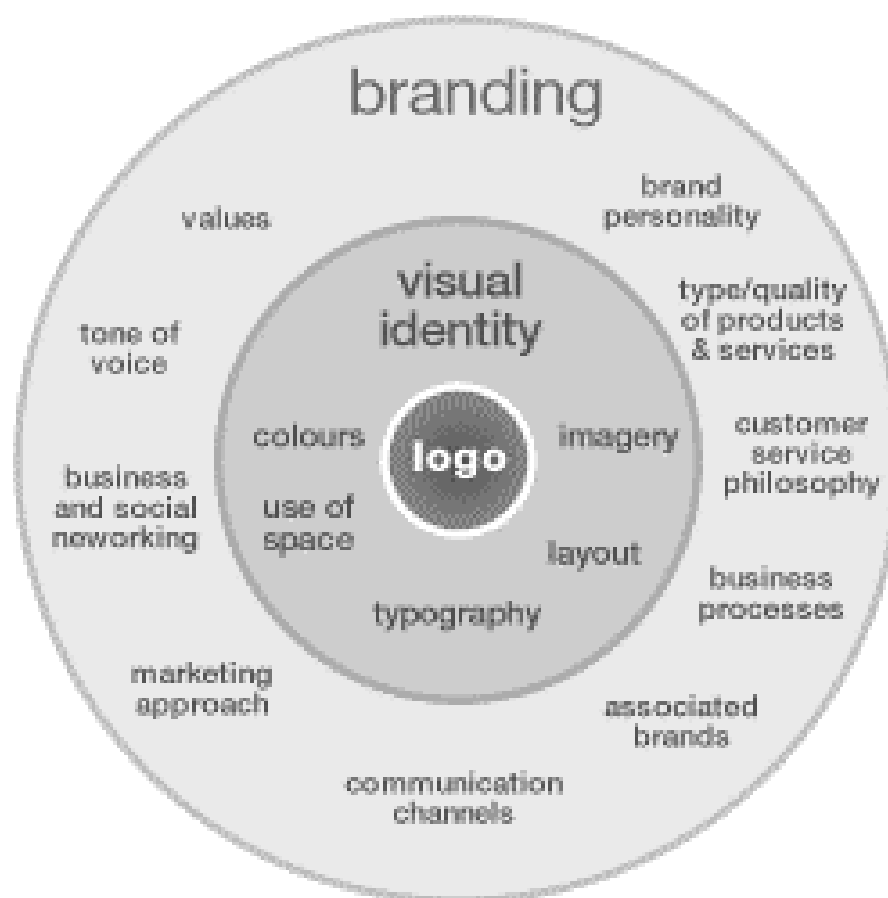 branding
values
brand
personality
tone of
voice
type/quality
of products
& services
business
and social
neworking
customer
service
philosophy
business
processes
marketing
approach
associated
brands
communication
channels
visual
identity
colours
logo
imagery
use of
space
layout
typography